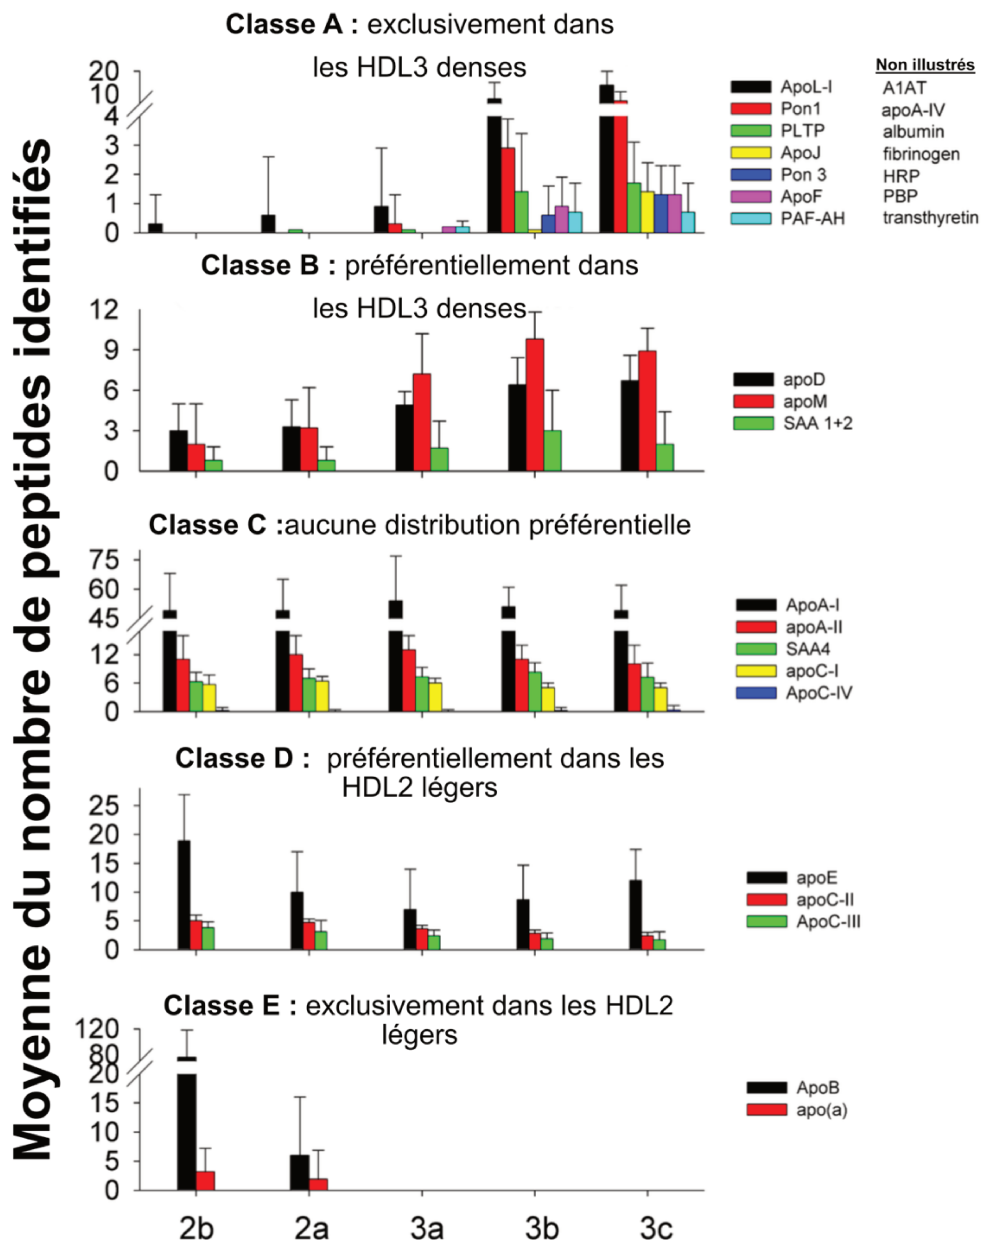 Classe A : exclusivement dans
les HDL3 denses
Non illustrés
20
10
4
3
2
1
0
ApoL-I
Pon1
PLTP
ApoJ
Pon 3
ApoF
PAF-AH
A1AT
apoA-IV
albumin
fibrinogen
HRP
PBP
transthyretin
Moyenne du nombre de peptides identifiés
Classe B : préférentiellement dans
les HDL3 denses
12
9
6
3
0
apoD
apoM
SAA 1+2
Classe C :aucune distribution préférentielle
75
60
45
12
6
0
ApoA-I
apoA-II
SAA4
apoC-I
ApoC-IV
Classe D : préférentiellement dans les
HDL2 légers
25
20
15
10
5
0
apoE
apoC-II
ApoC-III
Classe E : exclusivement dans les HDL2
légers
120
80
20
15
10
5
0
ApoB
apo(a)
2b
2a
3a
3b
3c